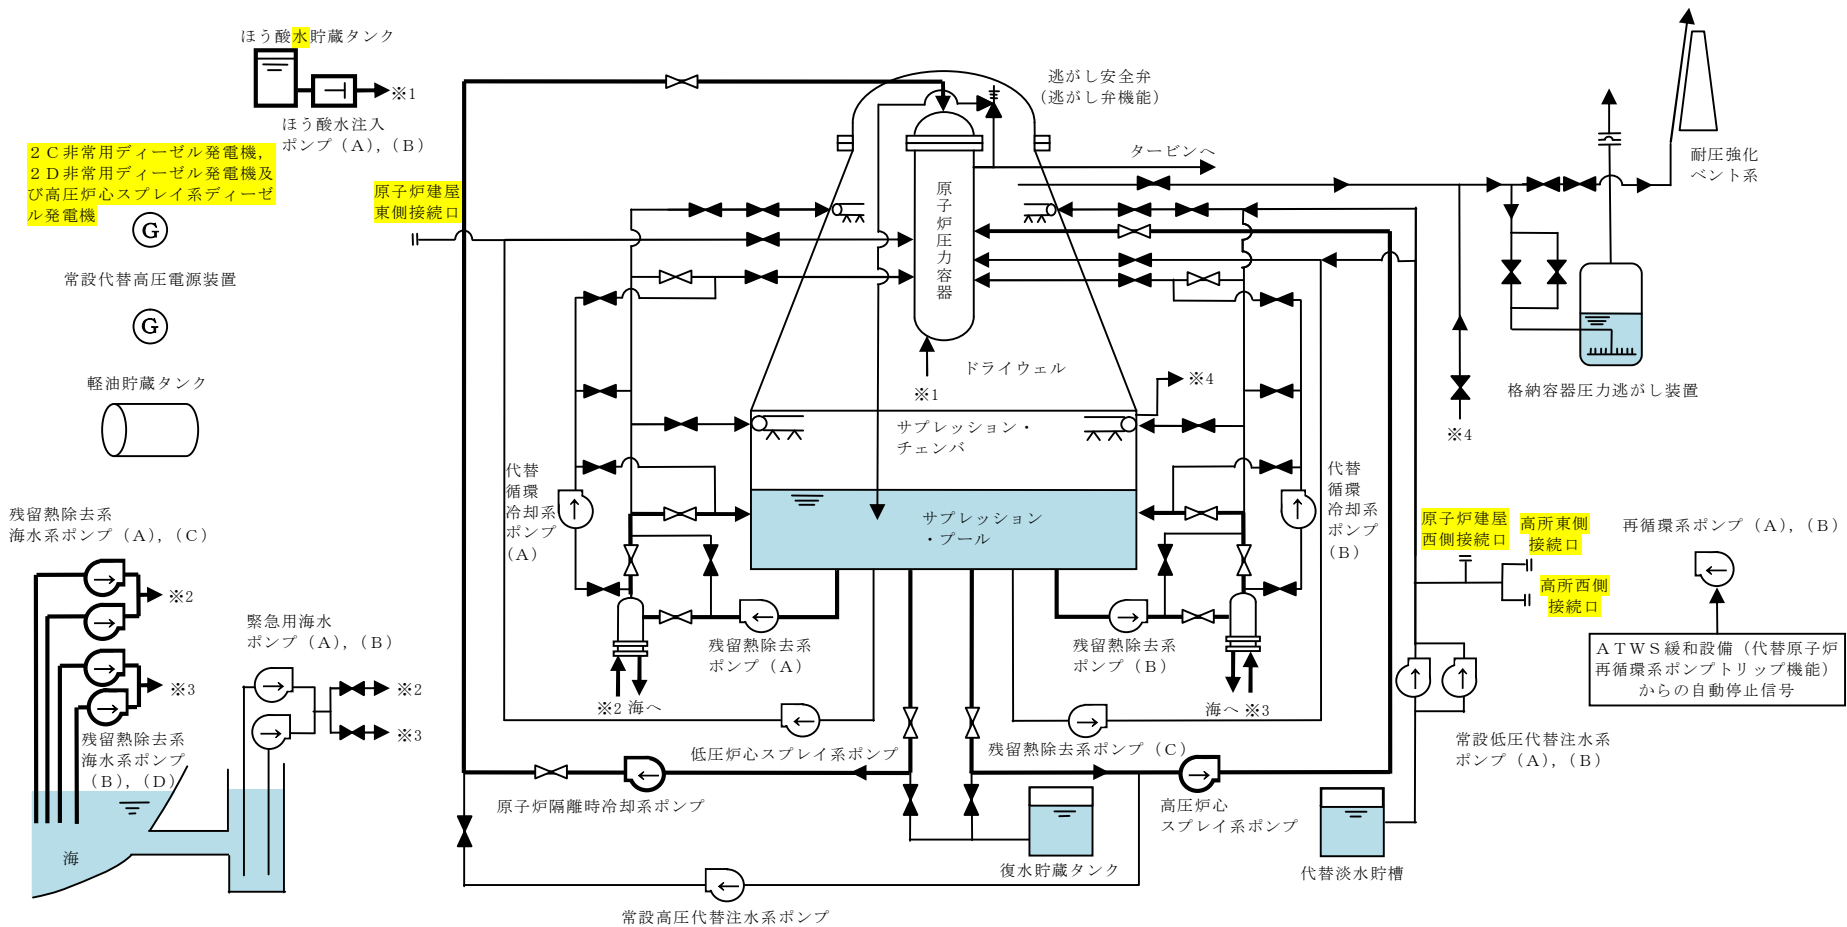 ほう酸水貯蔵タンク
※1
ほう酸水注入
ポンプ（A），（B）
２Ｃ非常用ディーゼル発電機，
２Ｄ非常用ディーゼル発電機及
び高圧炉心スプレイ系ディーゼ
ル発電機
G
常設代替高圧電源装置
G
軽油貯蔵タンク
残留熱除去系
海水系ポンプ（A），（C）
※2
※3
残留熱除去系
海水系ポンプ
（B），（D）
海
緊急用海水
ポンプ（A），（B）
※2
※3
原子炉建屋
東側接続口
逃がし安全弁
（逃がし弁機能）
タービンへ
原子炉圧力容器
※1
ドライウェル
※4
サプレッション・
チェンバ
サプレッション
・プール
代替
循環
冷却系
ポンプ
（A）
代替
循環
冷却系
ポンプ
（B）
残留熱除去系
ポンプ（A）
残留熱除去系
ポンプ（B）
※2 海へ
海へ ※3
低圧炉心スプレイ系ポンプ
残留熱除去系ポンプ（C）
原子炉隔離時冷却系ポンプ
高圧炉心
スプレイ系ポンプ
復水貯蔵タンク
常設高圧代替注水系ポンプ
耐圧強化
ベント系
格納容器圧力逃がし装置
※4
原子炉建屋
西側接続口
高所東側
接続口
高所西側
接続口
再循環系ポンプ（A），（B）
ＡＴＷＳ緩和設備（代替原子炉
再循環系ポンプトリップ機能）
からの自動停止信号
常設低圧代替注水系
ポンプ（A），（B）
代替淡水貯槽